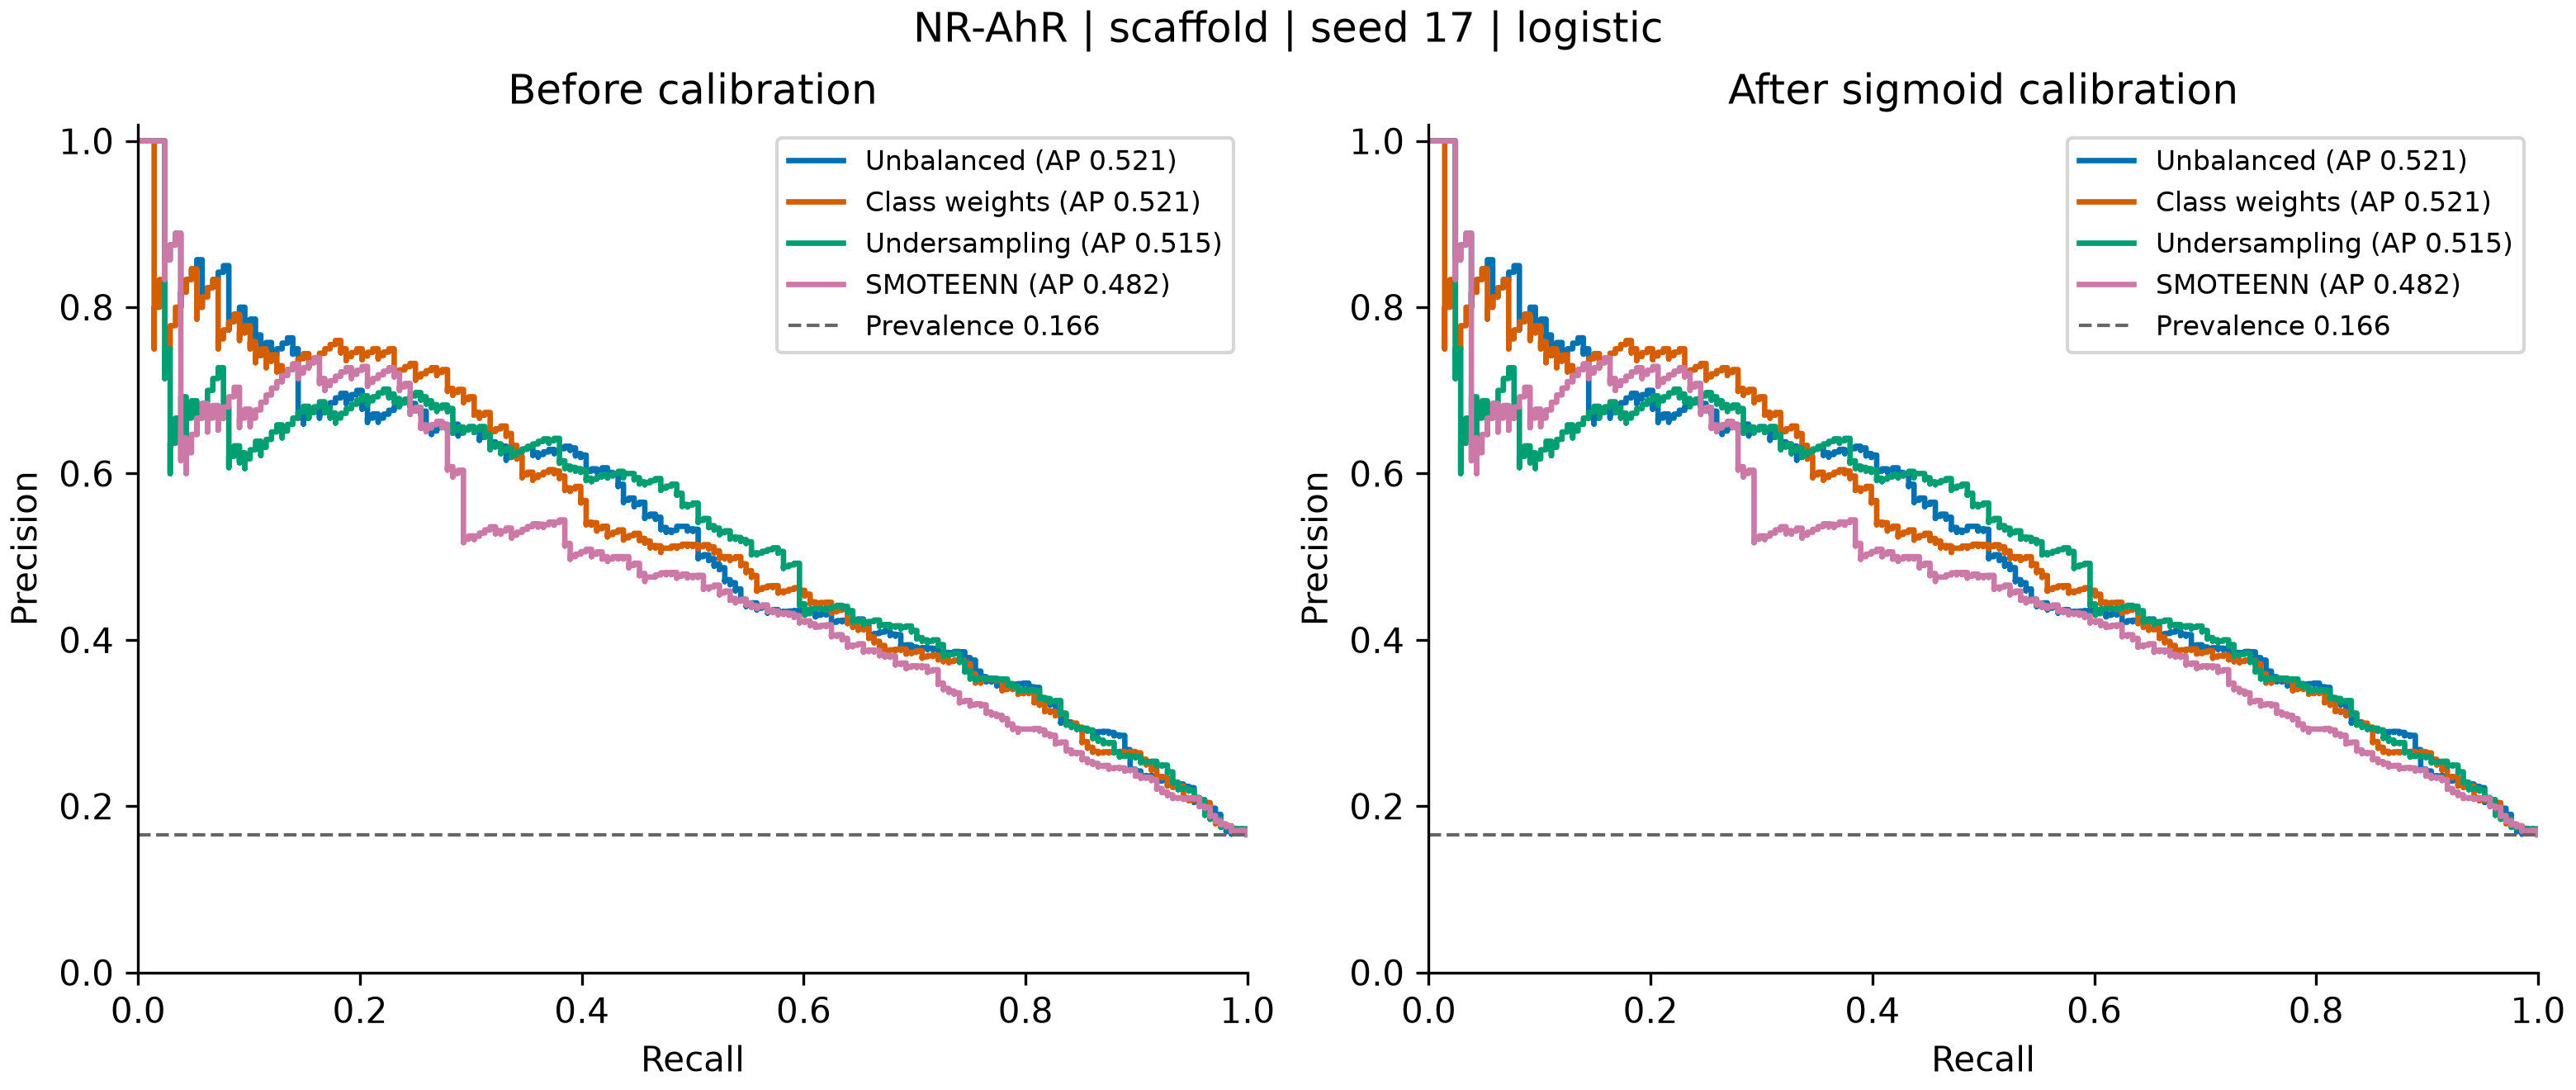 NR-AhR | scaffold | seed 17 | logistic
Before calibration
Precision
1.0
0.8
0.6
0.4
0.2
0.0
0.0 0.2 0.4 0.6 0.8 1.0
Recall
Unbalanced (AP 0.521)
Class weights (AP 0.521)
Undersampling (AP 0.515)
SMOTEENN (AP 0.482)
Prevalence 0.166
After sigmoid calibration
Precision
1.0
0.8
0.6
0.4
0.2
0.0
0.0 0.2 0.4 0.6 0.8 1.0
Recall
Unbalanced (AP 0.521)
Class weights (AP 0.521)
Undersampling (AP 0.515)
SMOTEENN (AP 0.482)
Prevalence 0.166